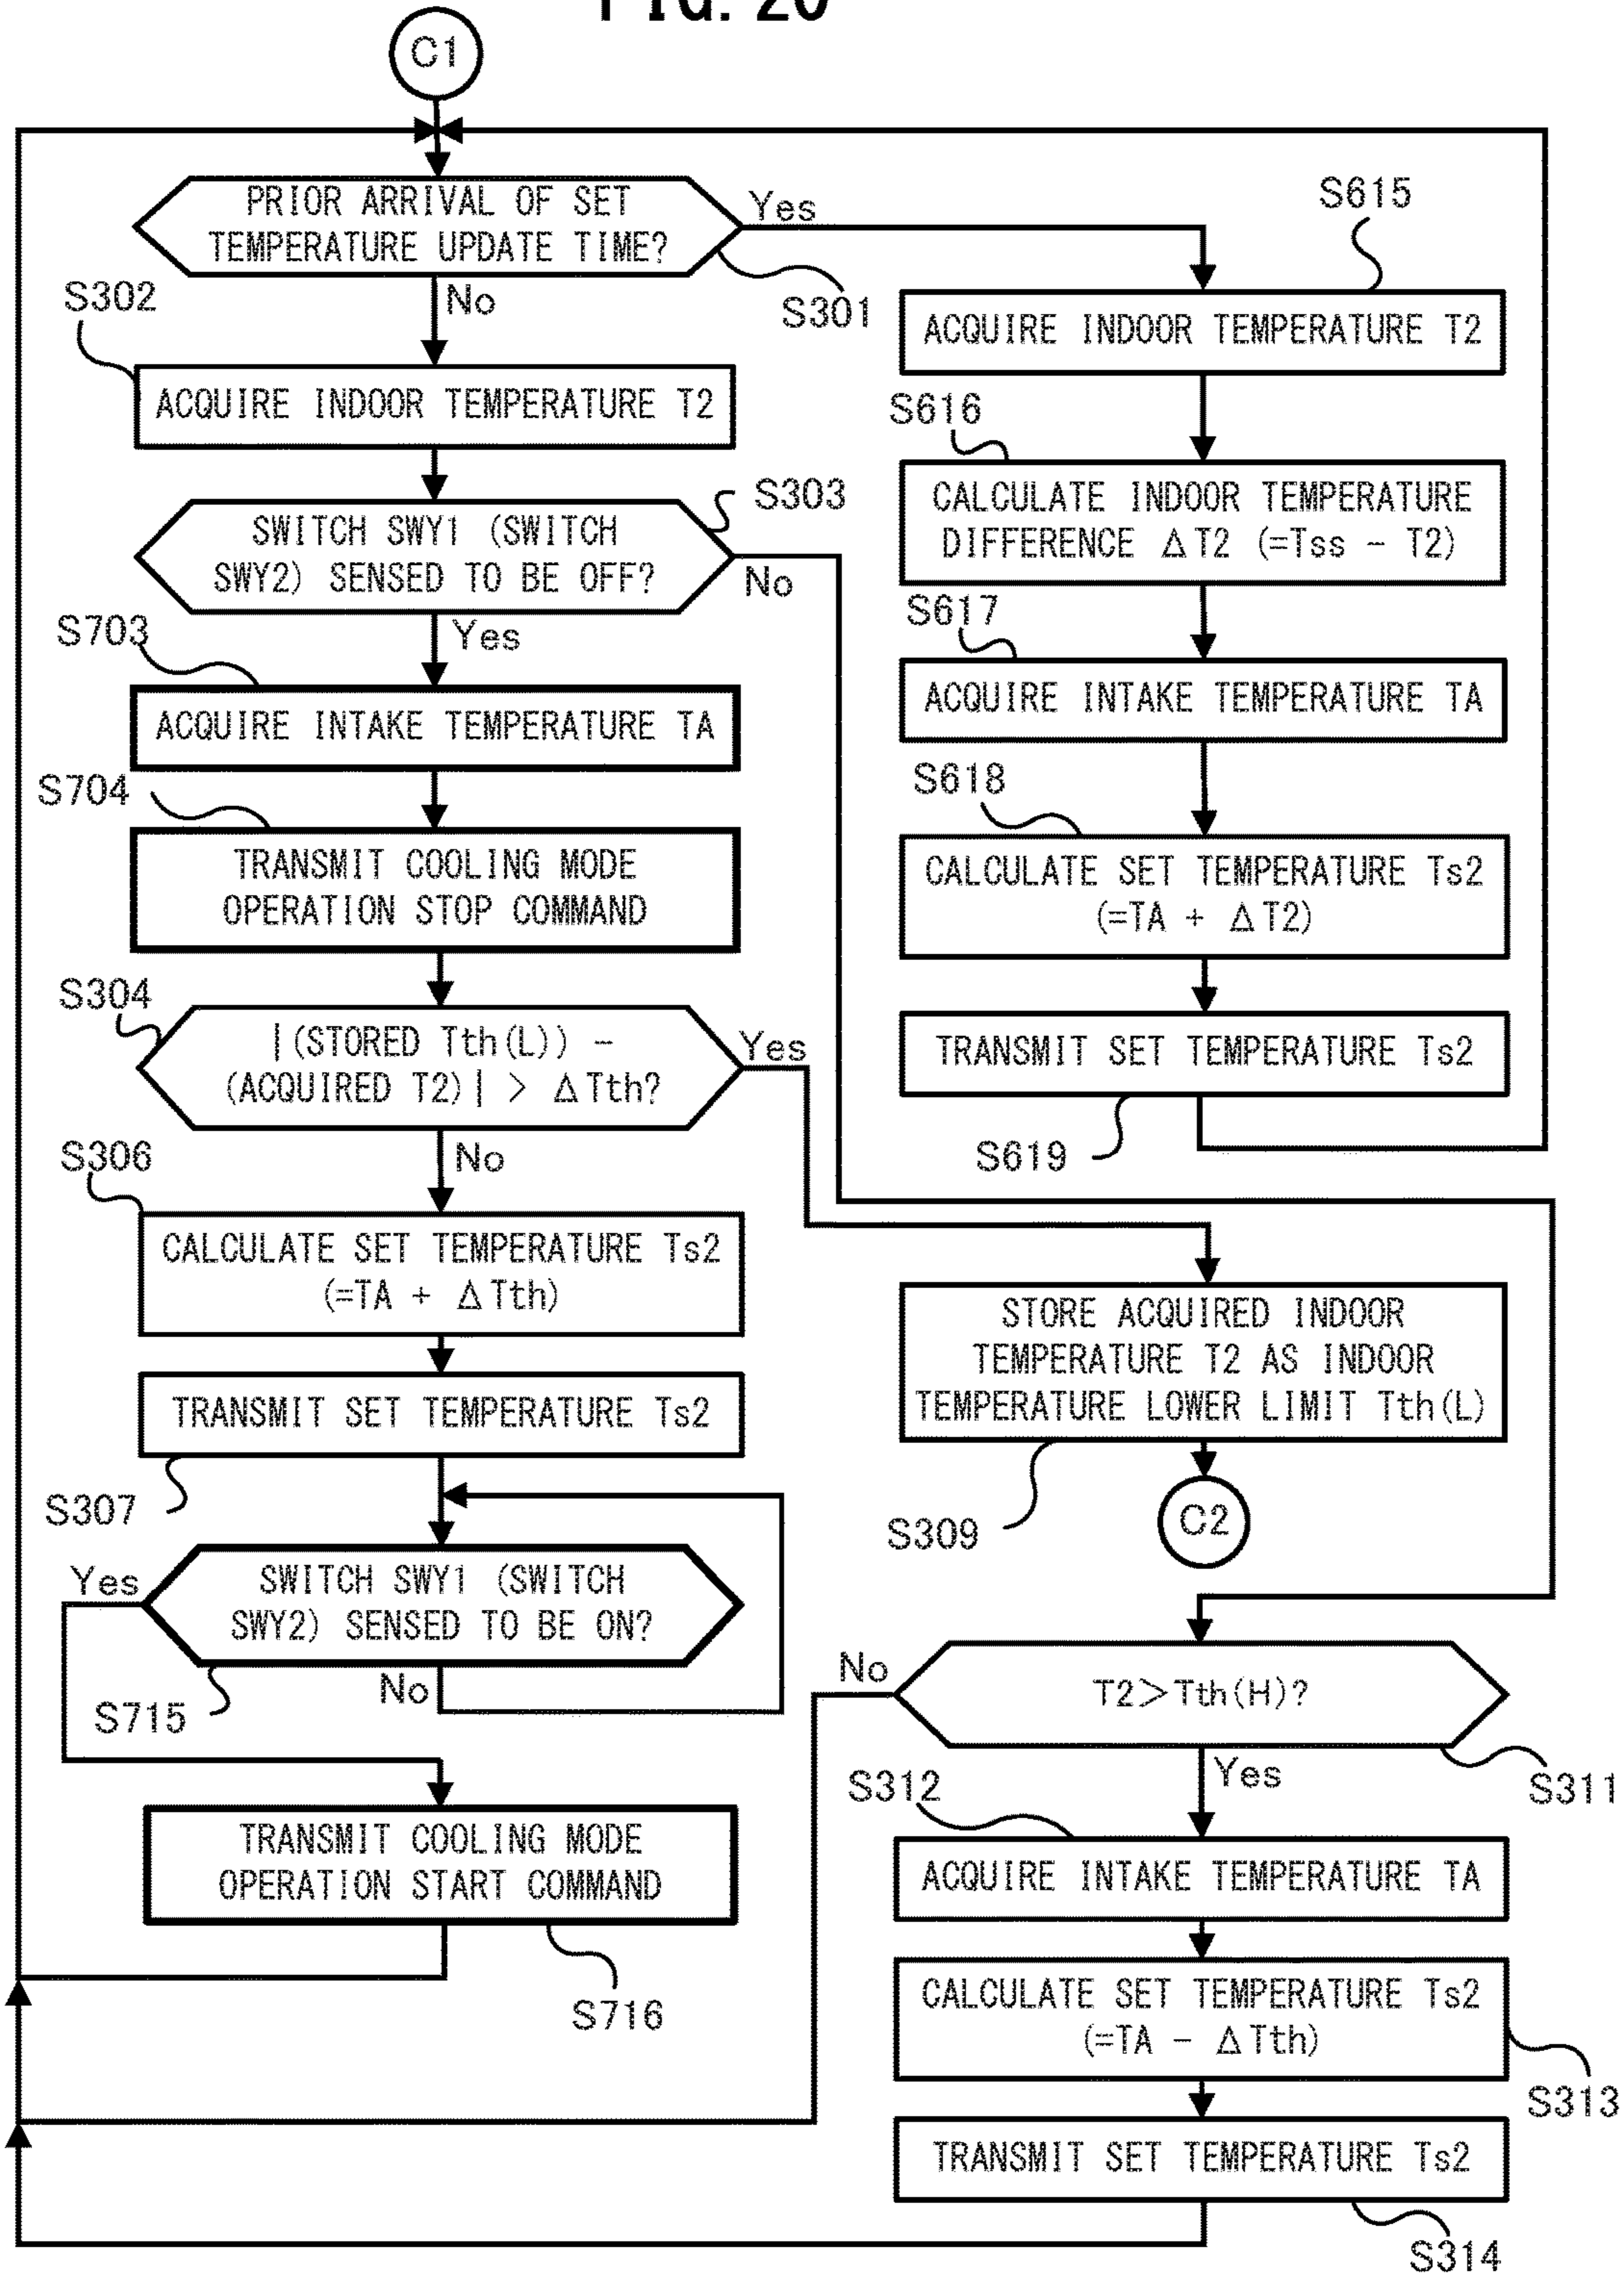 FIG. 20
C1
PRIOR ARRIVAL OF SET
TEMPERATURE UPDATE TIME?
Yes
No
S301
S302
ACQUIRE INDOOR TEMPERATURE T2
S303
SWITCH SWY1 (SWITCH
SWY2) SENSED TO BE OFF?
No
Yes
S703
ACQUIRE INTAKE TEMPERATURE TA
S704
TRANSMIT COOLING MODE
OPERATION STOP COMMAND
S304
|(STORED Tth(L)) -
(ACQUIRED T2)| > ΔTth?
Yes
No
S306
CALCULATE SET TEMPERATURE Ts2
(=TA + ΔTth)
TRANSMIT SET TEMPERATURE Ts2
S307
Yes
SWITCH SWY1 (SWITCH
SWY2) SENSED TO BE ON?
No
S715
TRANSMIT COOLING MODE
OPERATION START COMMAND
S716
S615
ACQUIRE INDOOR TEMPERATURE T2
S616
CALCULATE INDOOR TEMPERATURE
DIFFERENCE ΔT2 (=Tss - T2)
S617
ACQUIRE INTAKE TEMPERATURE TA
S618
CALCULATE SET TEMPERATURE Ts2
(=TA + ΔT2)
TRANSMIT SET TEMPERATURE Ts2
S619
STORE ACQUIRED INDOOR
TEMPERATURE T2 AS INDOOR
TEMPERATURE LOWER LIMIT Tth(L)
S309
C2
No
T2>Tth(H)?
Yes
S311
S312
ACQUIRE INTAKE TEMPERATURE TA
CALCULATE SET TEMPERATURE Ts2
(=TA - ΔTth)
S313
TRANSMIT SET TEMPERATURE Ts2
S314